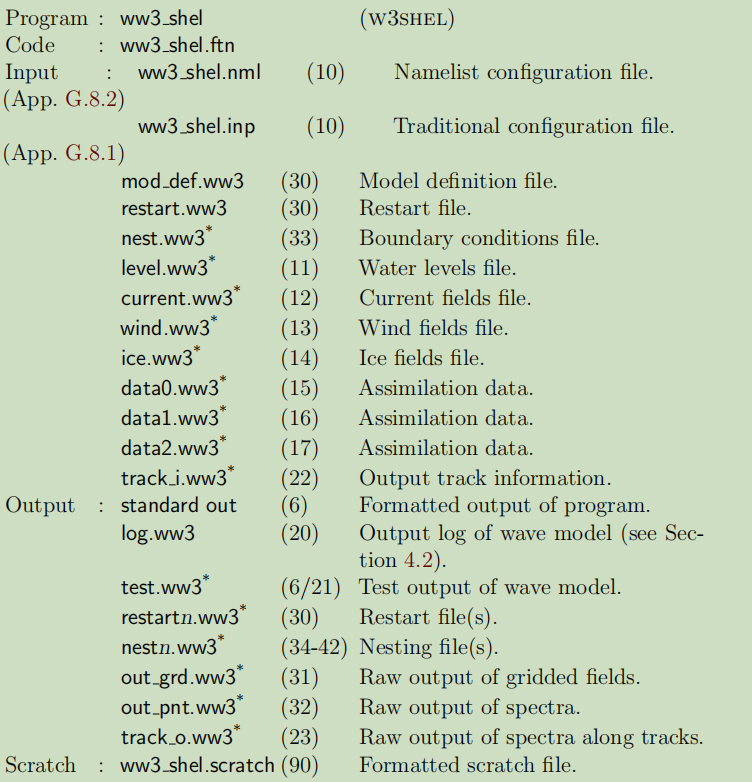 Program : ww3_shel (W3SHEL)
Code : ww3_shel.ftn
Input : ww3_shel.nml (10) Namelist configuration file.
(App. G.8.2)
ww3_shel.inp (10) Traditional configuration file.
(App. G.8.1)
mod_def.ww3 (30) Model definition file.
restart.ww3 (30) Restart file.
nest.ww3* (33) Boundary conditions file.
level.ww3* (11) Water levels file.
current.ww3* (12) Current fields file.
wind.ww3* (13) Wind fields file.
ice.ww3* (14) Ice fields file.
data0.ww3* (15) Assimilation data.
data1.ww3* (16) Assimilation data.
data2.ww3* (17) Assimilation data.
track_i.ww3* (22) Output track information.
Output : standard out (6) Formatted output of program.
log.ww3 (20) Output log of wave model (see Sec-
tion 4.2).
test.ww3* (6/21) Test output of wave model.
restartn.ww3* (30) Restart file(s).
nestn.ww3* (34-42) Nesting file(s).
out_grd.ww3* (31) Raw output of gridded fields.
out_pnt.ww3* (32) Raw output of spectra.
track_o.ww3* (23) Raw output of spectra along tracks.
Scratch : ww3_shel.scratch (90) Formatted scratch file.